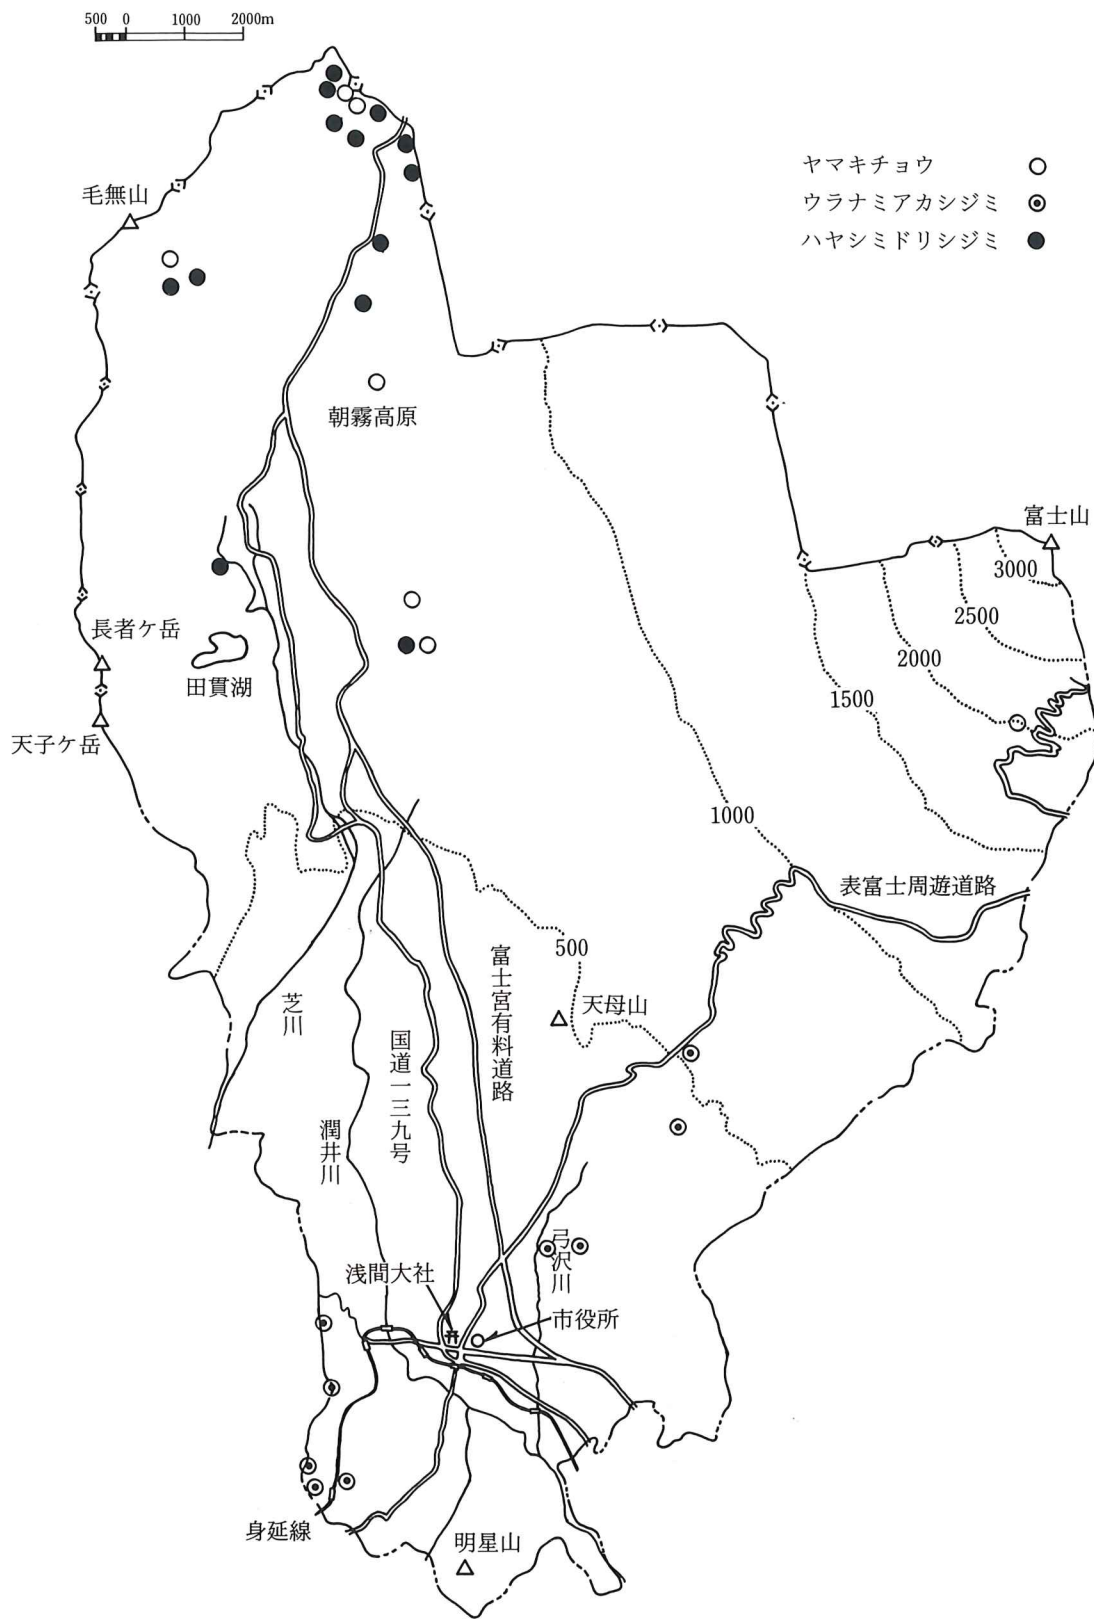 500 0 1000 2000m
ヤマキチョウ
ウラナミアカシジミ
ハヤシミドリシジミ
毛無山
朝霧高原
富士山
3000
2500
2000
1500
1000
長者ケ岳
田貫湖
天子ケ岳
表富士周遊道路
500
天母山
富士宮有料道路
芝川
国道一三九号
潤井川
弓沢川
浅間大社
市役所
身延線
明星山